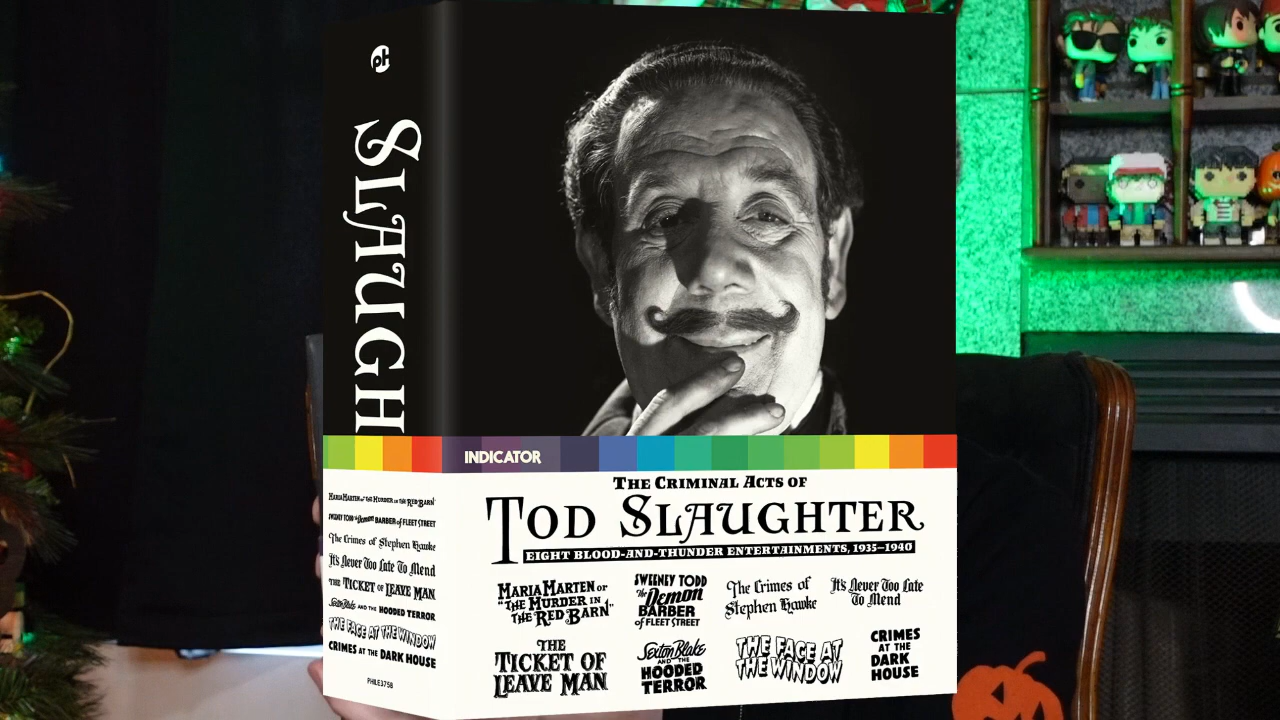 pH
SLAUGH
INDICATOR
THE CRIMINAL ACTS OF
TOD SLAUGHTER
EIGHT BLOOD-AND-THUNDER ENTERTAINMENTS, 1935–1940
MARIA MARTEN or
"THE MURDER IN
THE RED BARN"
SWEENEY TODD
The Demon
BARBER
of FLEET STREET
The Crimes of
Stephen Hawke
It's Never Too Late
To Mend
THE
TICKET OF
LEAVE MAN
Sexton Blake
AND THE
HOODED
TERROR
THE FACE AT
THE WINDOW
CRIMES
AT THE
DARK
HOUSE
MARIA MARTEN or THE MURDER IN THE RED BARN
SWEENEY TODD The Demon BARBER of FLEET STREET
The Crimes of Stephen Hawke
It's Never Too Late To Mend
THE TICKET OF LEAVE MAN
Sexton Blake AND THE HOODED TERROR
THE FACE AT THE WINDOW
CRIMES AT THE DARK HOUSE
PHILE375B